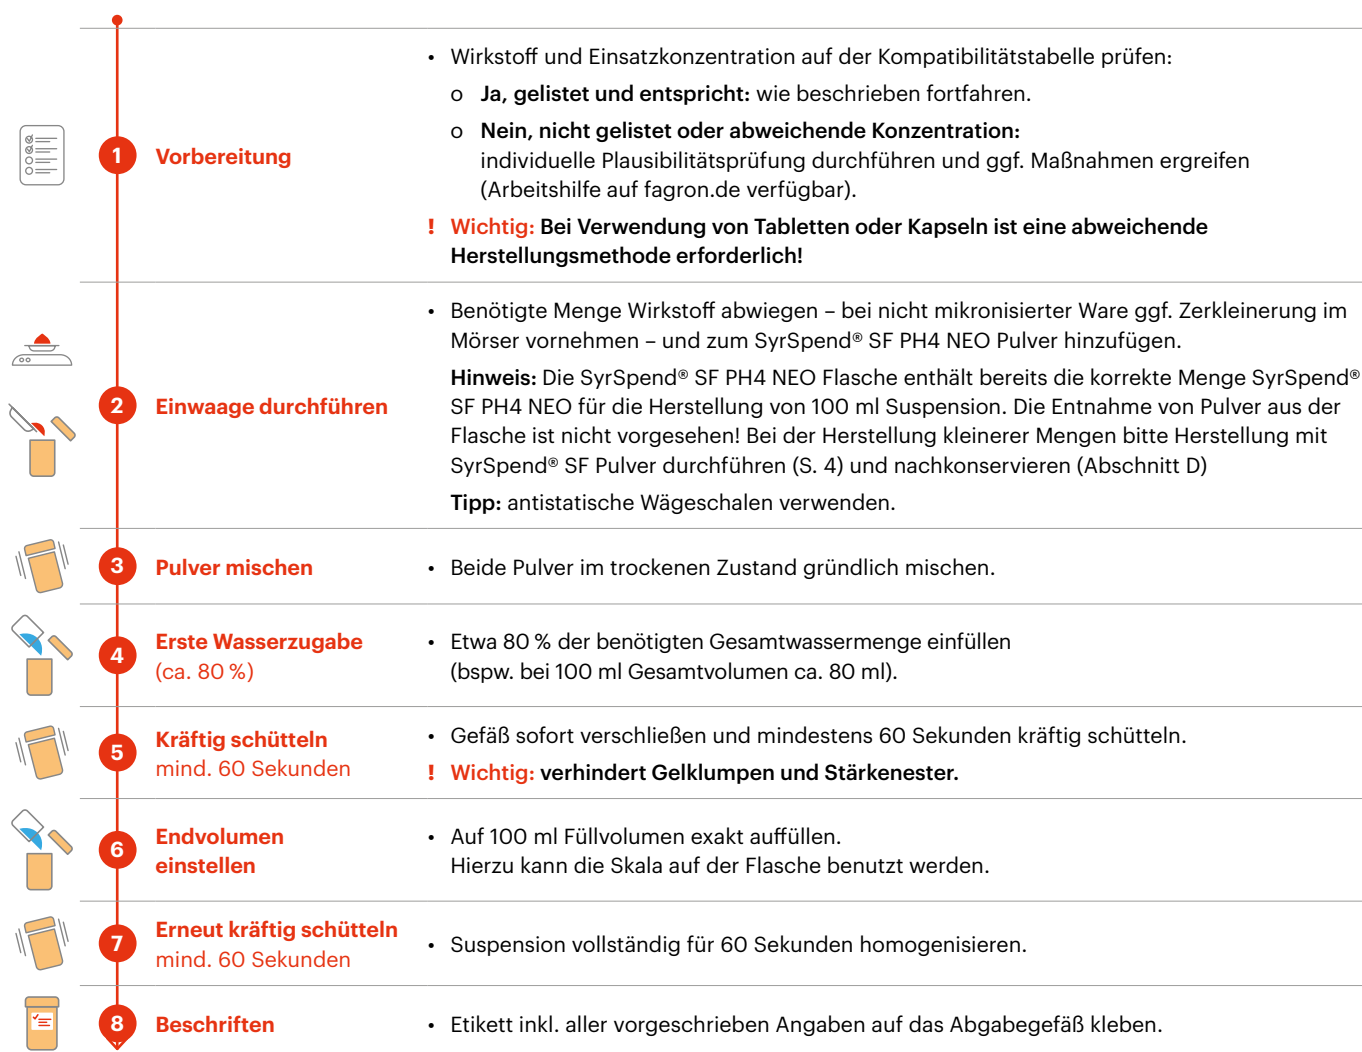 1
Vorbereitung
• Wirkstoff und Einsatzkonzentration auf der Kompatibilitätstabelle prüfen:
o Ja, gelistet und entspricht: wie beschrieben fortfahren.
o Nein, nicht gelistet oder abweichende Konzentration:
individuelle Plausibilitätsprüfung durchführen und ggf. Maßnahmen ergreifen
(Arbeitshilfe auf fagron.de verfügbar).
! Wichtig: Bei Verwendung von Tabletten oder Kapseln ist eine abweichende
Herstellungsmethode erforderlich!
2
Einwaage durchführen
• Benötigte Menge Wirkstoff abwiegen – bei nicht mikronisierter Ware ggf. Zerkleinerung im
Mörser vornehmen – und zum SyrSpend® SF PH4 NEO Pulver hinzufügen.
Hinweis: Die SyrSpend® SF PH4 NEO Flasche enthält bereits die korrekte Menge SyrSpend®
SF PH4 NEO für die Herstellung von 100 ml Suspension. Die Entnahme von Pulver aus der
Flasche ist nicht vorgesehen! Bei der Herstellung kleinerer Mengen bitte Herstellung mit
SyrSpend® SF Pulver durchführen (S. 4) und nachkonservieren (Abschnitt D)
Tipp: antistatische Wägeschalen verwenden.
3
Pulver mischen
• Beide Pulver im trockenen Zustand gründlich mischen.
4
Erste Wasserzugabe
(ca. 80 %)
• Etwa 80 % der benötigten Gesamtwassermenge einfüllen
(bspw. bei 100 ml Gesamtvolumen ca. 80 ml).
5
Kräftig schütteln
mind. 60 Sekunden
• Gefäß sofort verschließen und mindestens 60 Sekunden kräftig schütteln.
! Wichtig: verhindert Gelklumpen und Stärkenester.
6
Endvolumen
einstellen
• Auf 100 ml Füllvolumen exakt auffüllen.
Hierzu kann die Skala auf der Flasche benutzt werden.
7
Erneut kräftig schütteln
mind. 60 Sekunden
• Suspension vollständig für 60 Sekunden homogenisieren.
8
Beschriften
• Etikett inkl. aller vorgeschrieben Angaben auf das Abgabegefäß kleben.